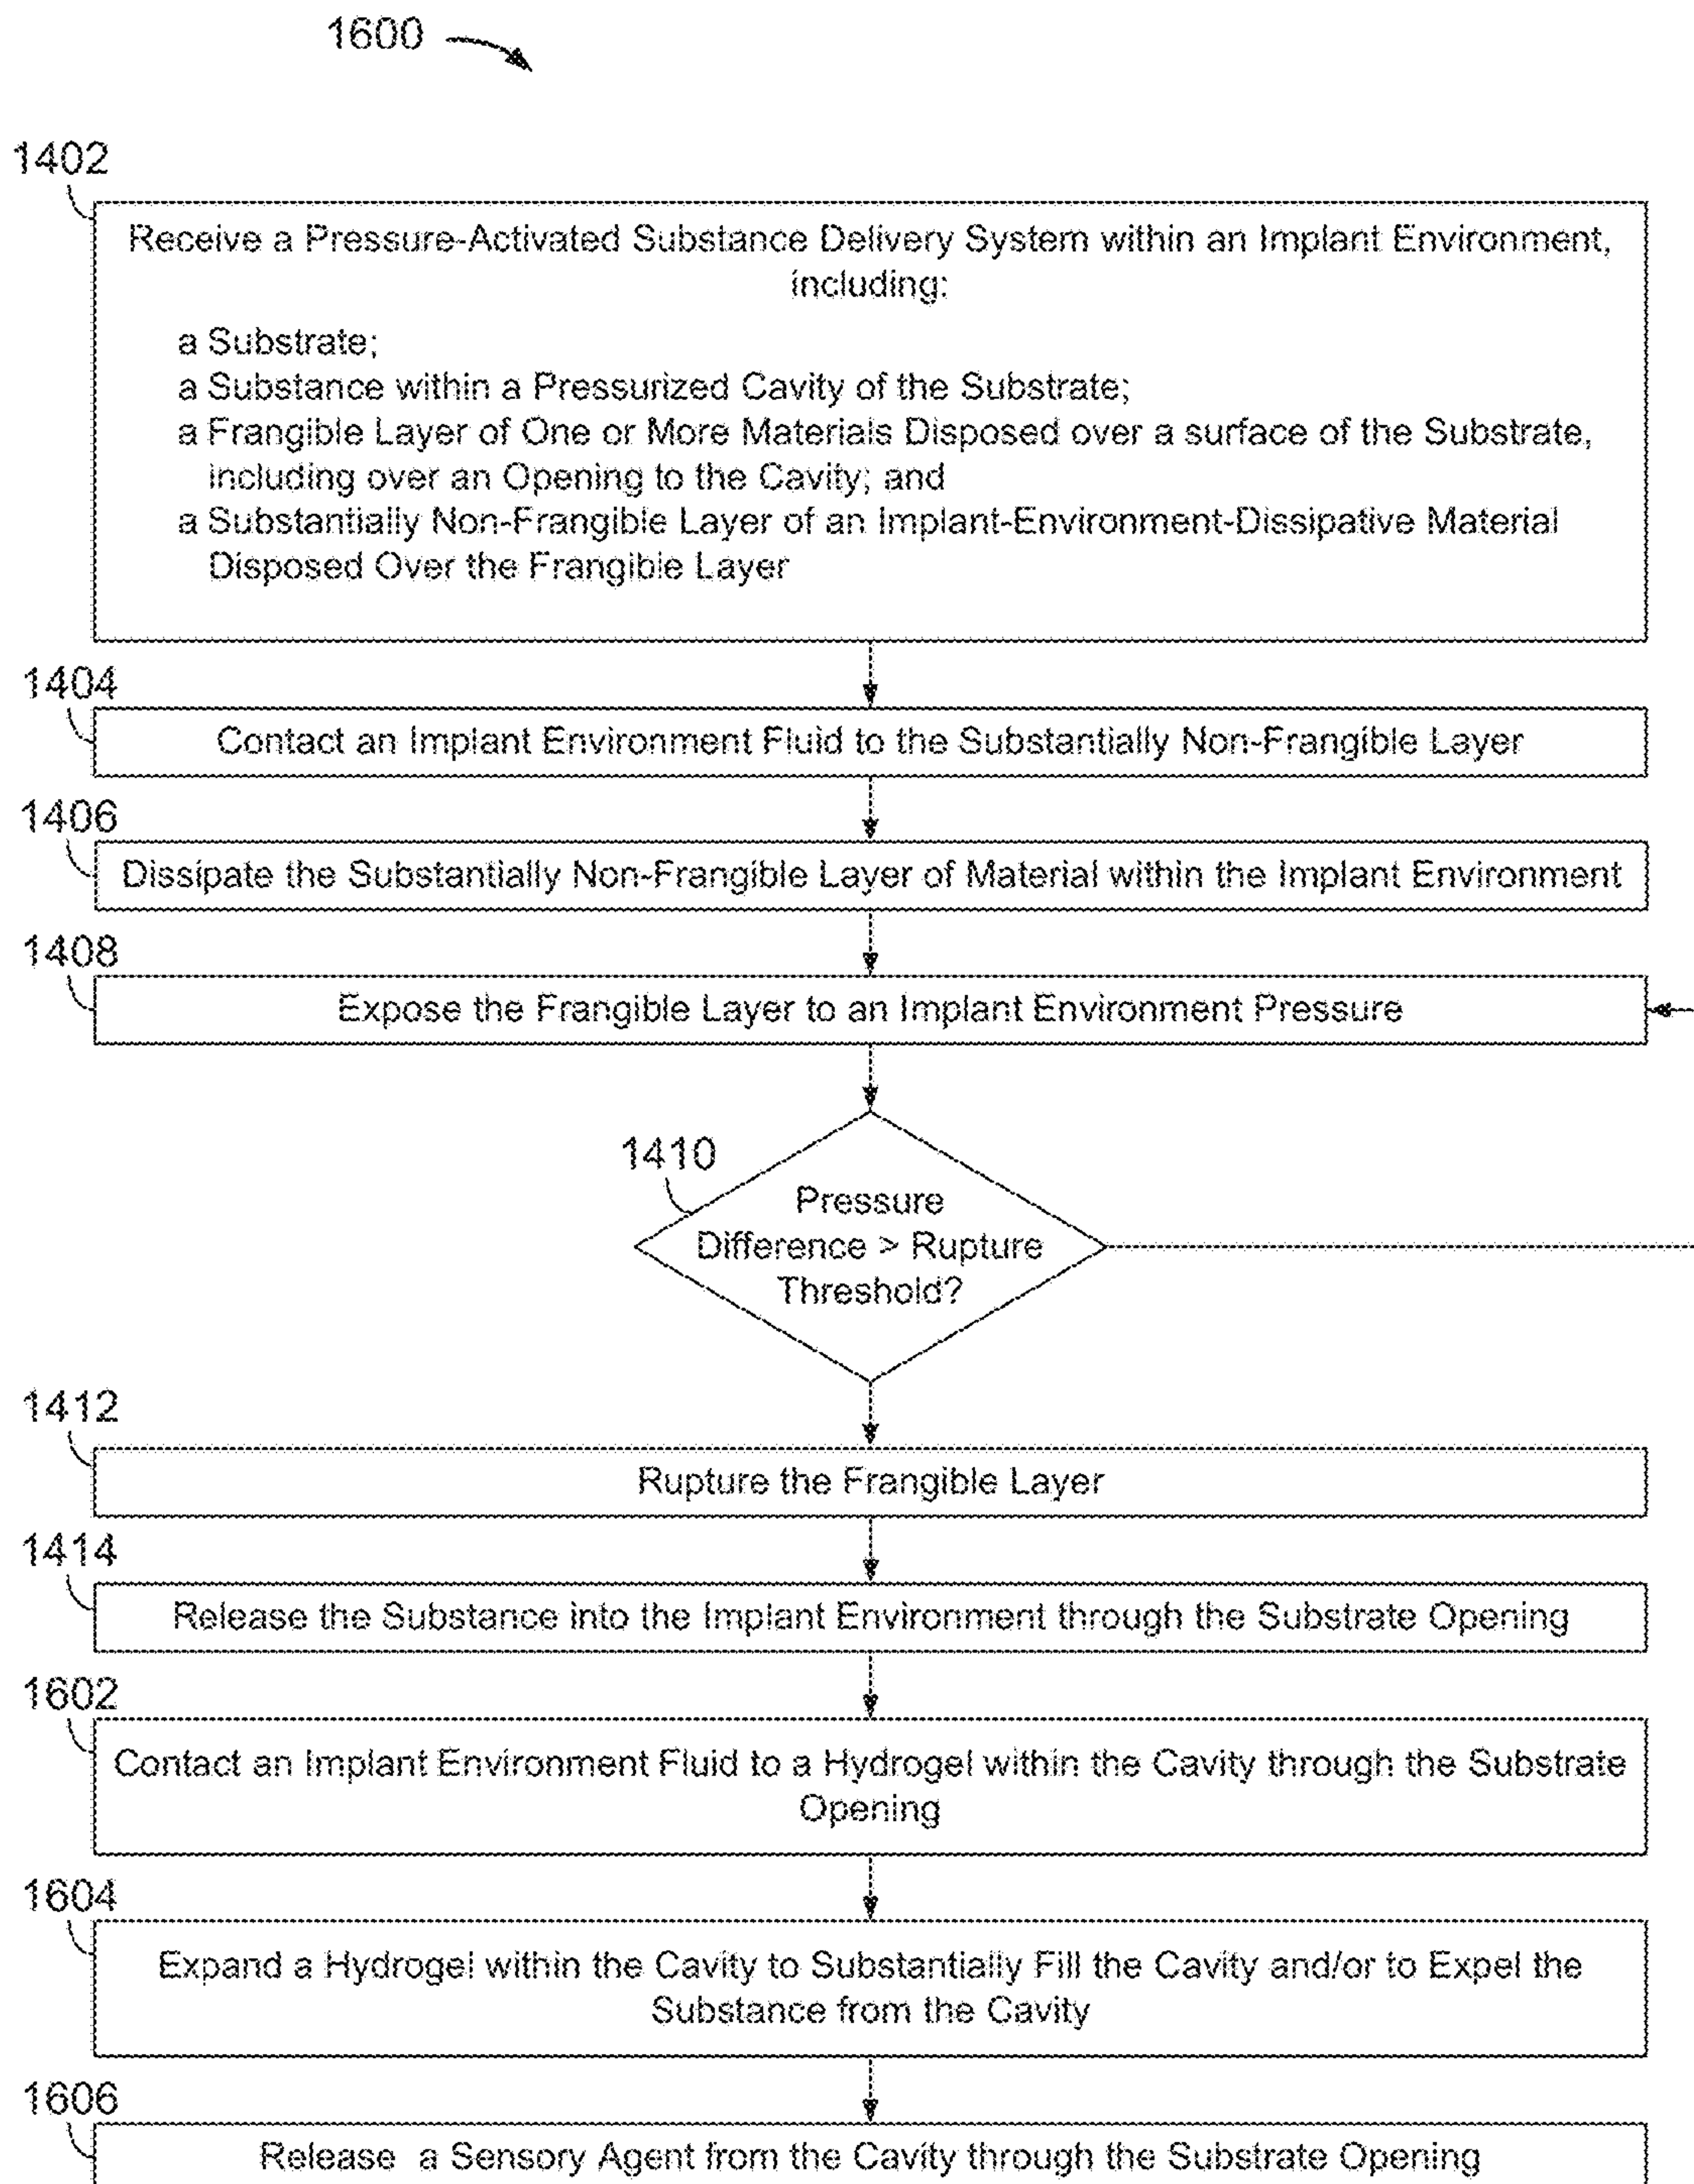 1600
1402
Receive a Pressure-Activated Substance Delivery System within an Implant Environment,
including:
a Substrate;
a Substance within a Pressurized Cavity of the Substrate;
a Frangible Layer of One or More Materials Disposed over a surface of the Substrate,
including over an Opening to the Cavity; and
a Substantially Non-Frangible Layer of an Implant-Environment-Dissipative Material
Disposed Over the Frangible Layer
1404
Contact an Implant Environment Fluid to the Substantially Non-Frangible Layer
1406
Dissipate the Substantially Non-Frangible Layer of Material within the Implant Environment
1408
Expose the Frangible Layer to an Implant Environment Pressure
1410
Pressure
Difference > Rupture
Threshold?
1412
Rupture the Frangible Layer
1414
Release the Substance into the Implant Environment through the Substrate Opening
1602
Contact an Implant Environment Fluid to a Hydrogel within the Cavity through the Substrate
Opening
1604
Expand a Hydrogel within the Cavity to Substantially Fill the Cavity and/or to Expel the
Substance from the Cavity
1606
Release a Sensory Agent from the Cavity through the Substrate Opening